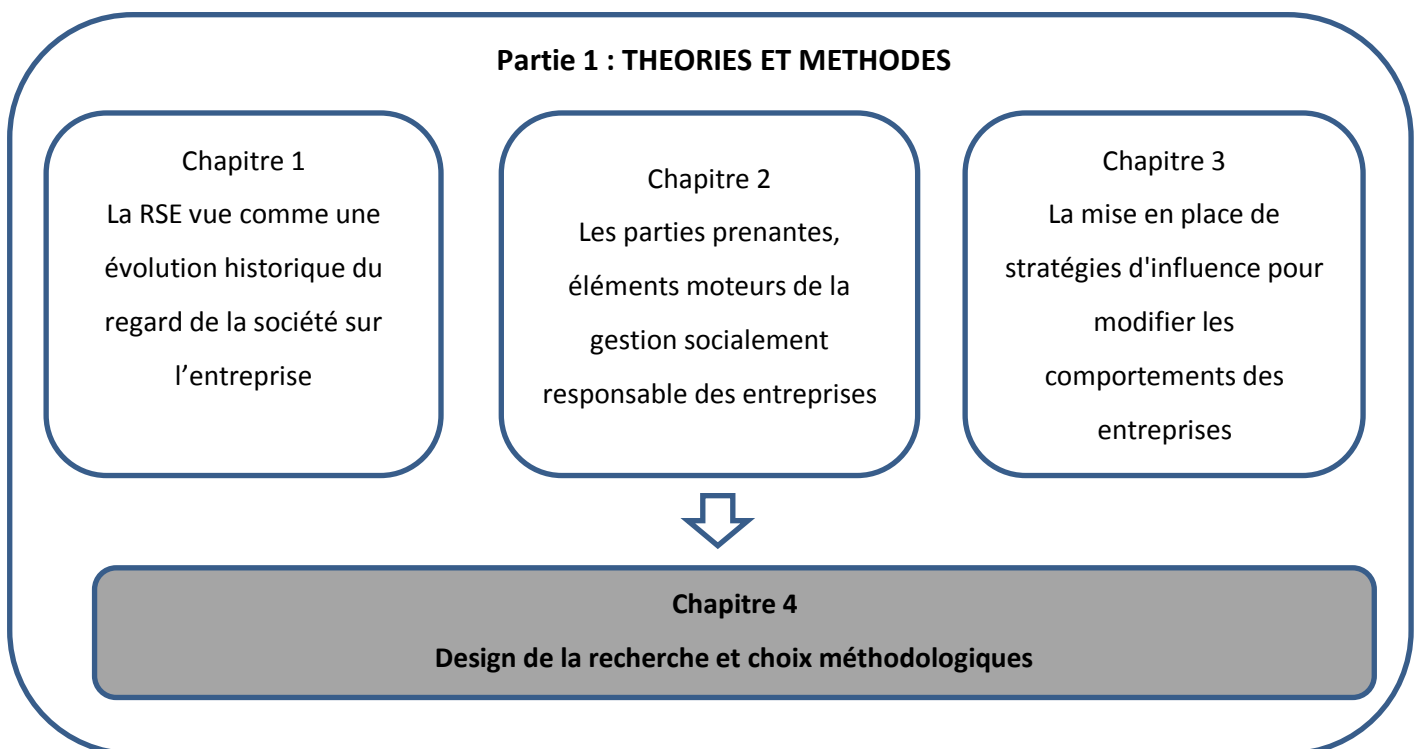 Partie 1 : THEORIES ET METHODES
Chapitre 1
La RSE vue comme une
évolution historique du
regard de la société sur
l’entreprise
Chapitre 2
Les parties prenantes,
éléments moteurs de la
gestion socialement
responsable des entreprises
Chapitre 3
La mise en place de
stratégies d'influence pour
modifier les
comportements des
entreprises
Chapitre 4
Design de la recherche et choix méthodologiques